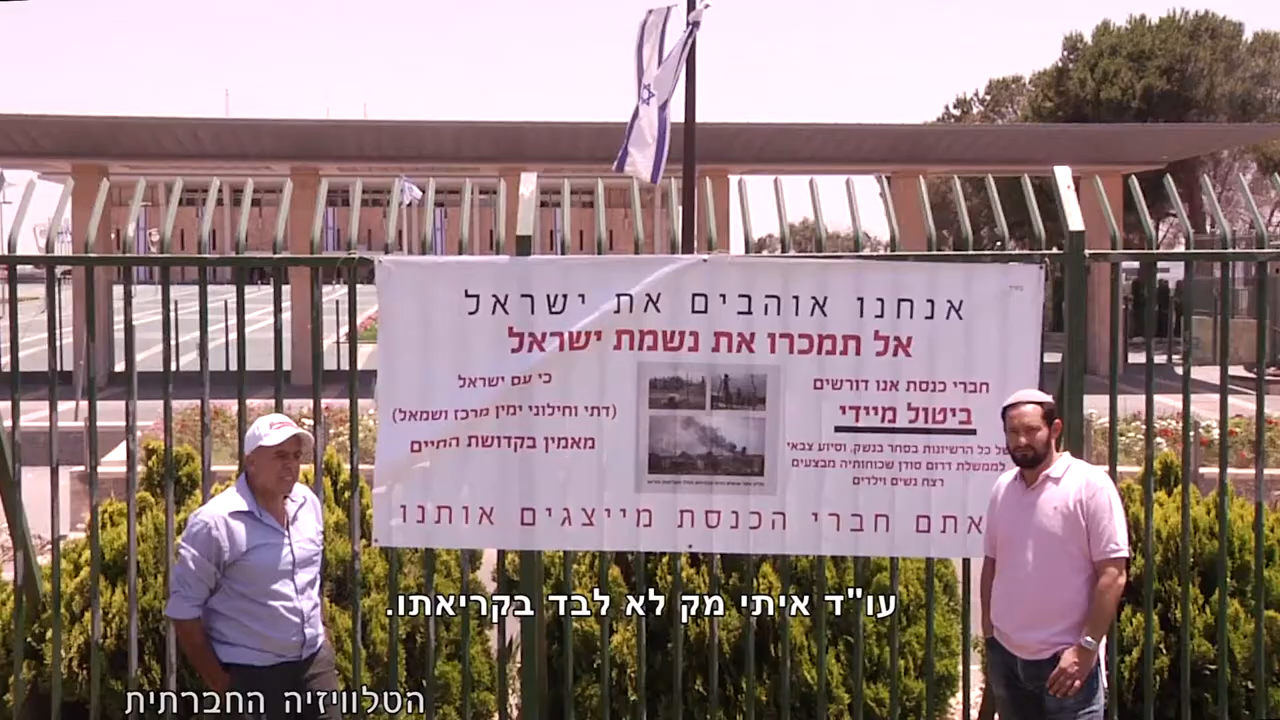 אנחנו אוהבים את ישראל
אל תמכרו את נשמת ישראל
חברי כנסת אנו דורשים
ביטול מיידי
של כל הרשיונות בסחר בנשק, וסיוע צבאי
לממשלת דרום סודן שכוחותיה מבצעים
רצח נשים וילדים
כי עם ישראל
(דתי וחילוני ימין מרכז ושמאל)
מאמין בקדושת החיים
אתם חברי הכנסת מייצגים אותנו
עו"ד איתי מק לא לבד בקריאתו.
הטלוויזיה החברתית